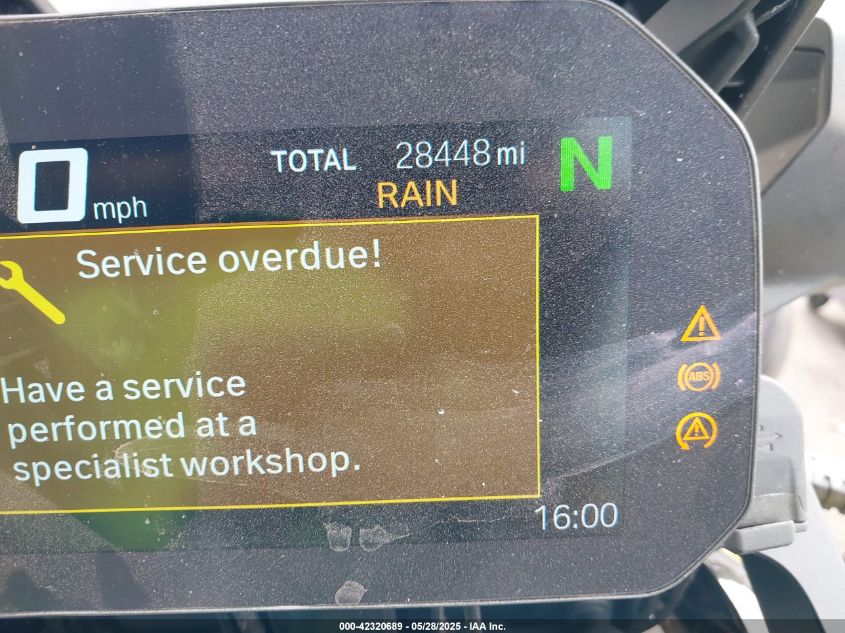 0 mph
TOTAL 28448 mi
N
RAIN
Service overdue!
Have a service
performed at a
specialist workshop.
ABS
16:00
000-42320689 - 05/28/2025 - IAA Inc.